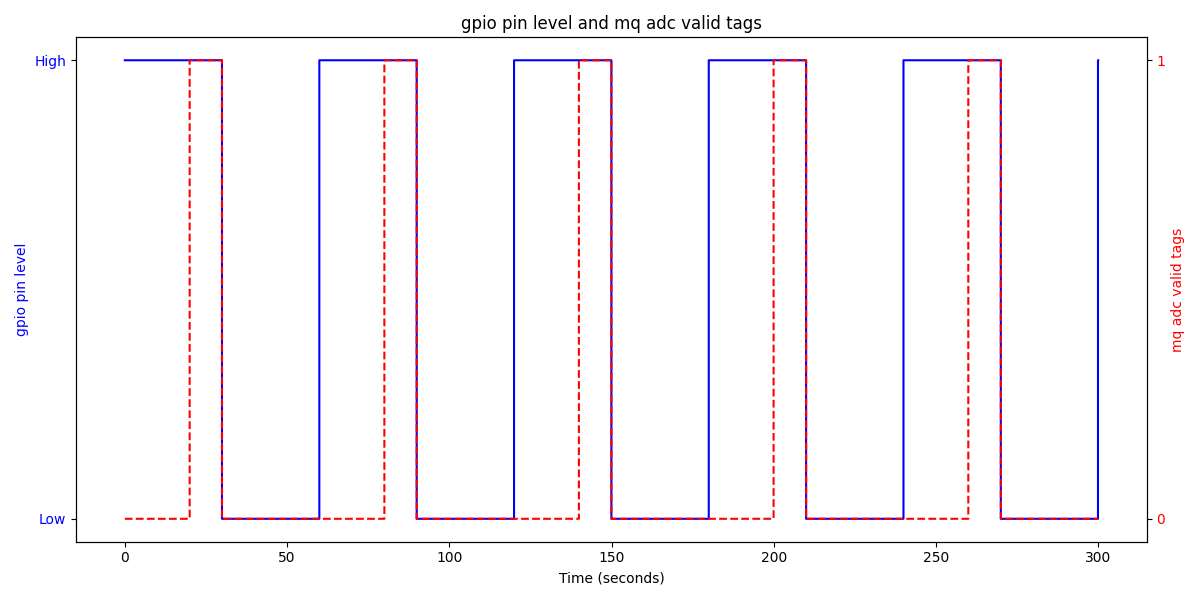 gpio pin level and mq adc valid tags
High
Low
gpio pin level
1
0
mq adc valid tags
0 50 100 150 200 250 300
Time (seconds)